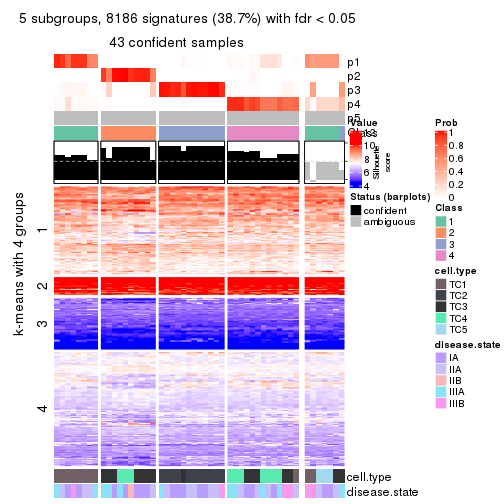 5 subgroups, 8186 signatures (38.7%) with fdr < 0.05
43 confident samples
p1
p2
p3
p4
p5
Class
1
2
3
4
k-means with 4 groups
cell.type
disease.state
Silhouette
score
Value
10
8
6
4
Status (barplots)
confident
ambiguous
Prob
1
0.8
0.6
0.4
0.2
0
Class
1
2
3
4
cell.type
TC1
TC2
TC3
TC4
TC5
disease.state
IA
IIA
IIB
IIIA
IIIB